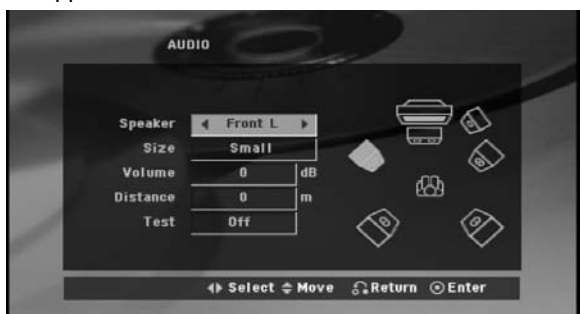 AUDIO
Speaker Front L
Size Small
Volume 0 dB
Distance 0 m
Test Off
Select Move Return Enter